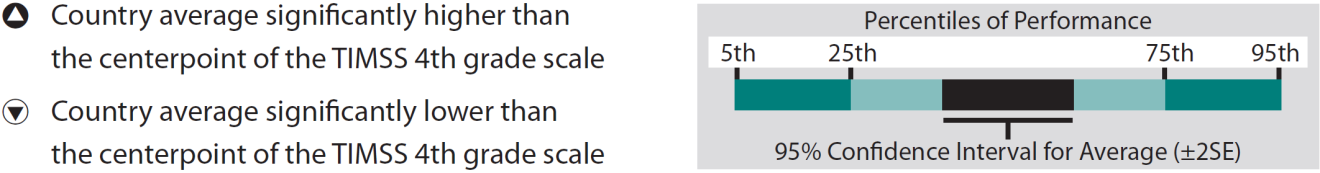 Country average significantly higher than
the centerpoint of the TIMSS 4th grade scale
Country average significantly lower than
the centerpoint of the TIMSS 4th grade scale
Percentiles of Performance
5th 25th 75th 95th
95% Confidence Interval for Average (±2SE)